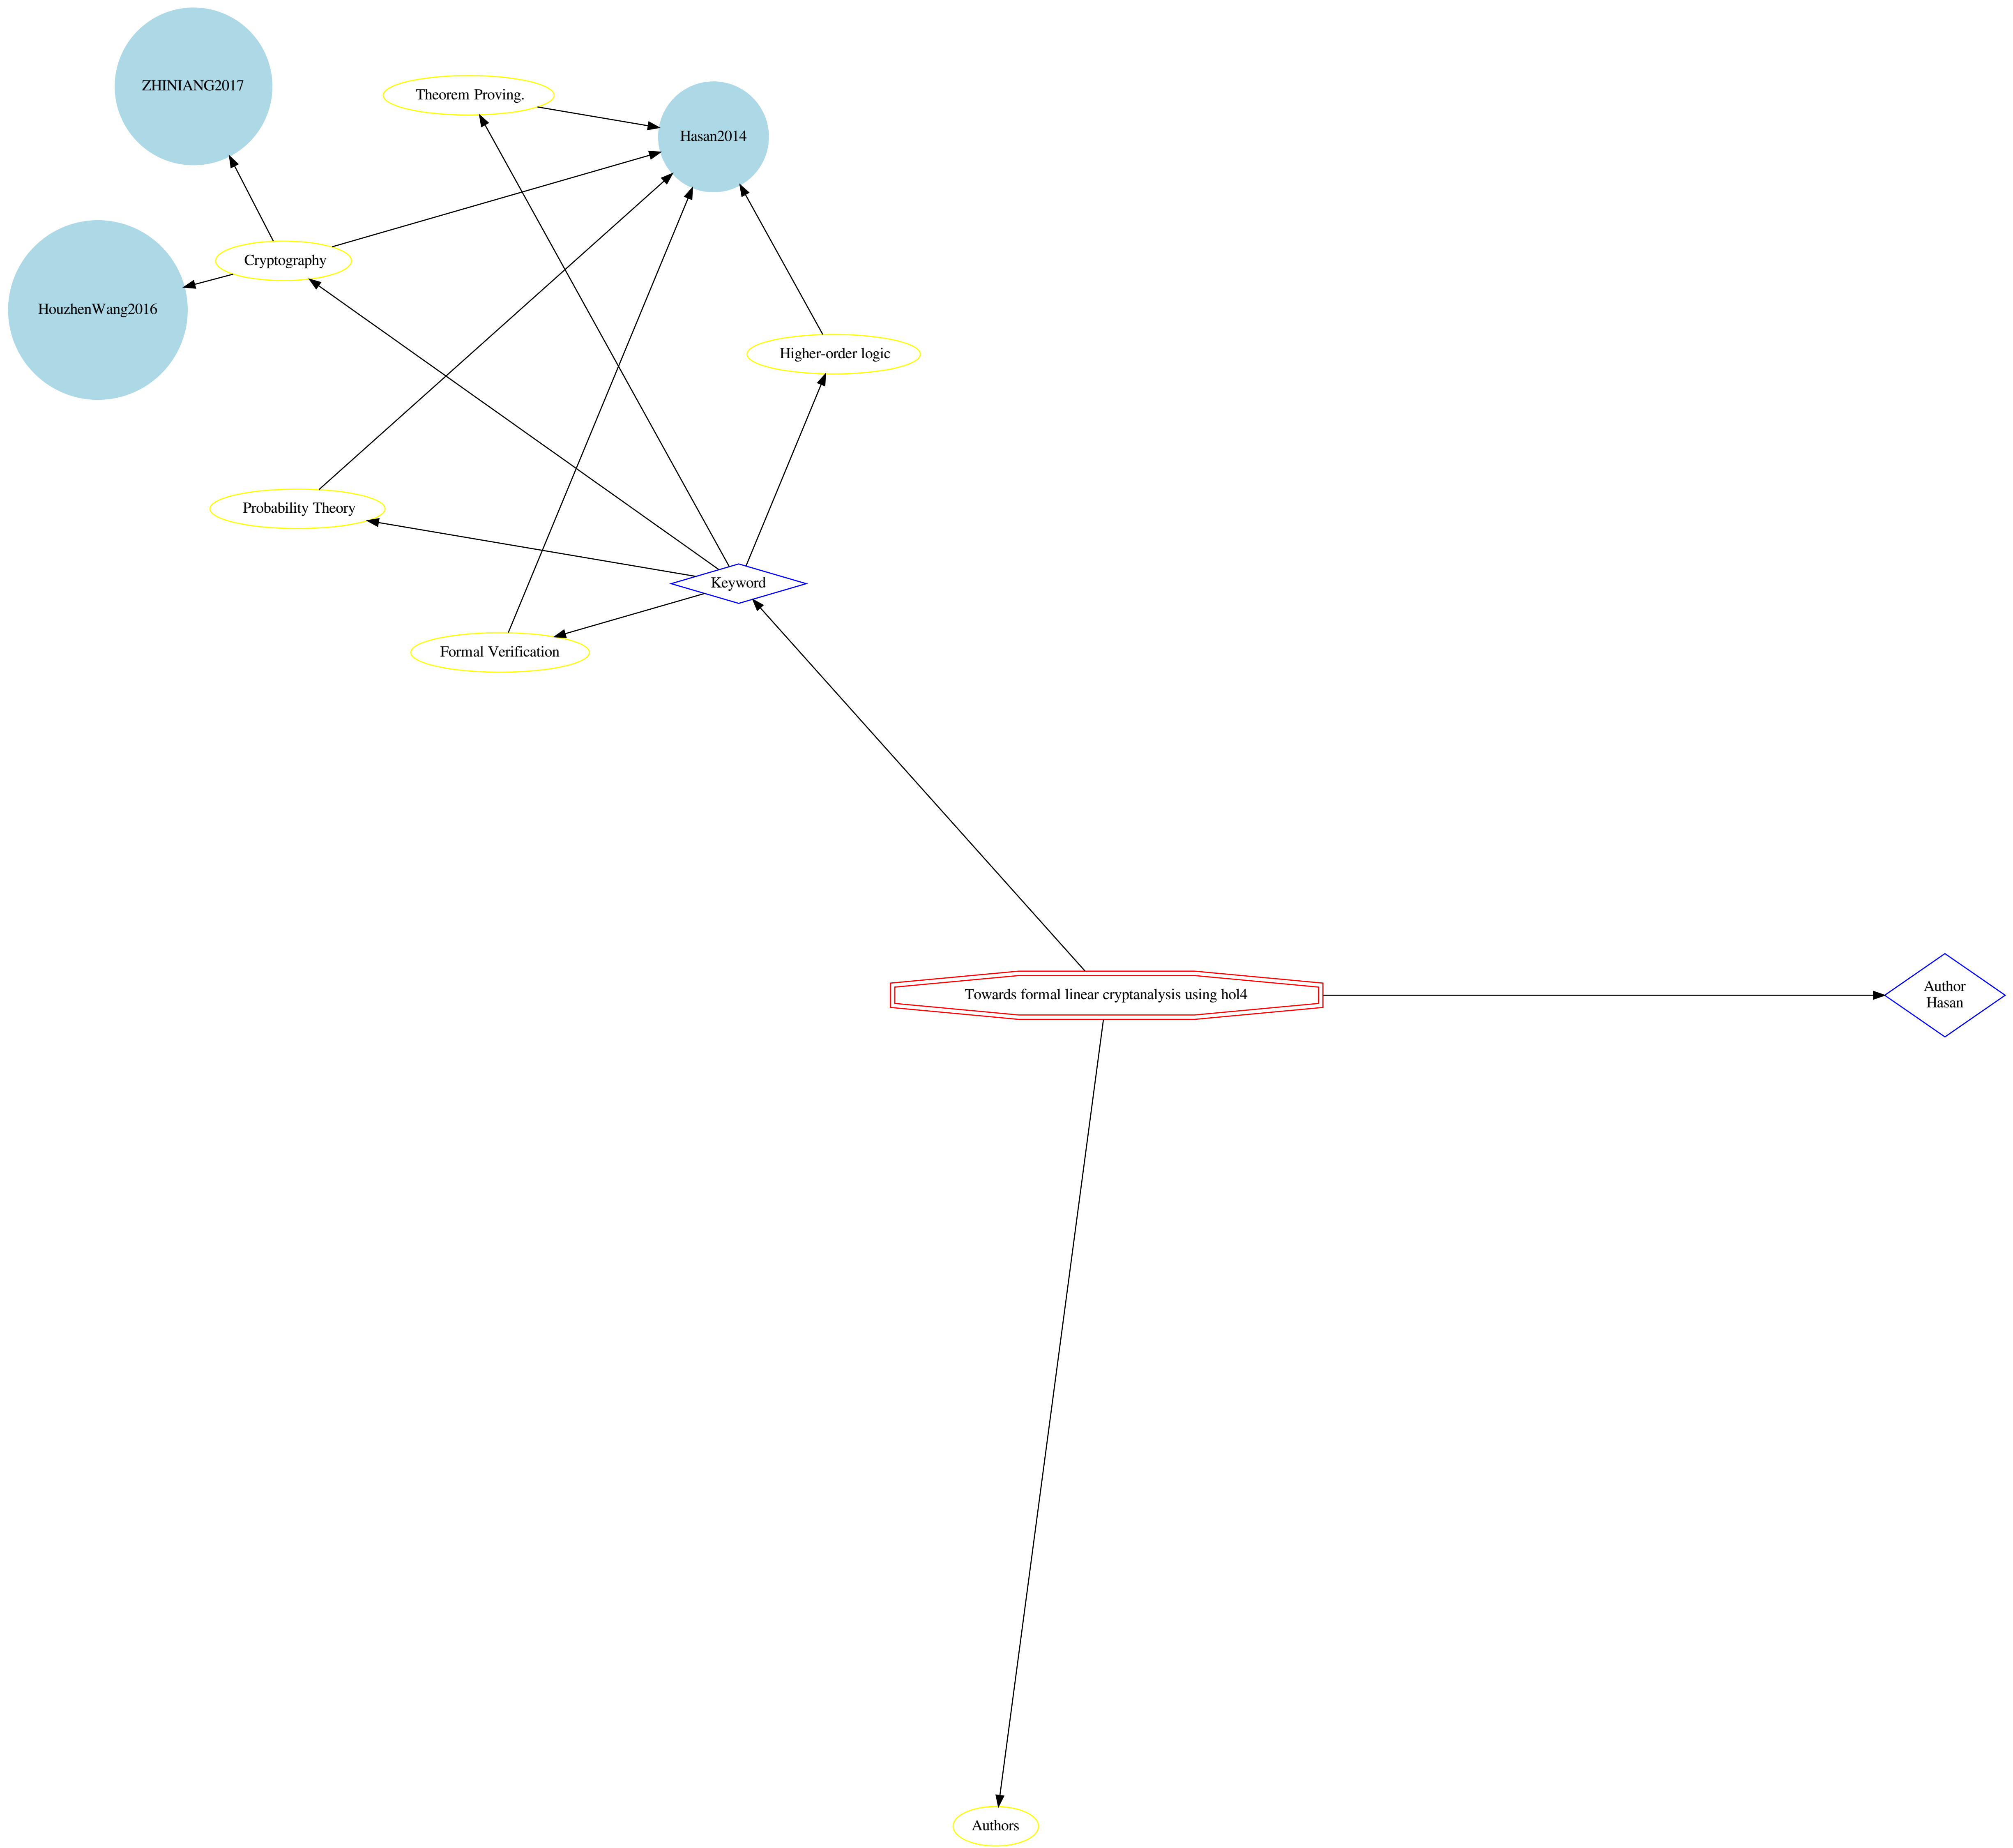 ZHINIANG2017
Theorem Proving.
Hasan2014
Cryptography
HouzhenWang2016
Higher-order logic
Probability Theory
Keyword
Formal Verification
Towards formal linear cryptanalysis using hol4
Author
Hasan
Authors